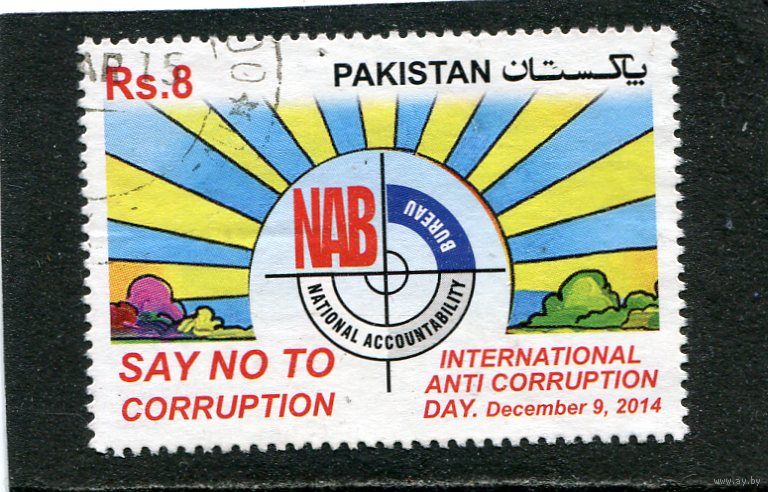 Rs.8
PAKISTAN پاکستان
NAB
BUREAU
NATIONAL ACCOUNTABILITY
SAY NO TO
CORRUPTION
INTERNATIONAL
ANTI CORRUPTION
DAY. December 9, 2014
www.ay.by